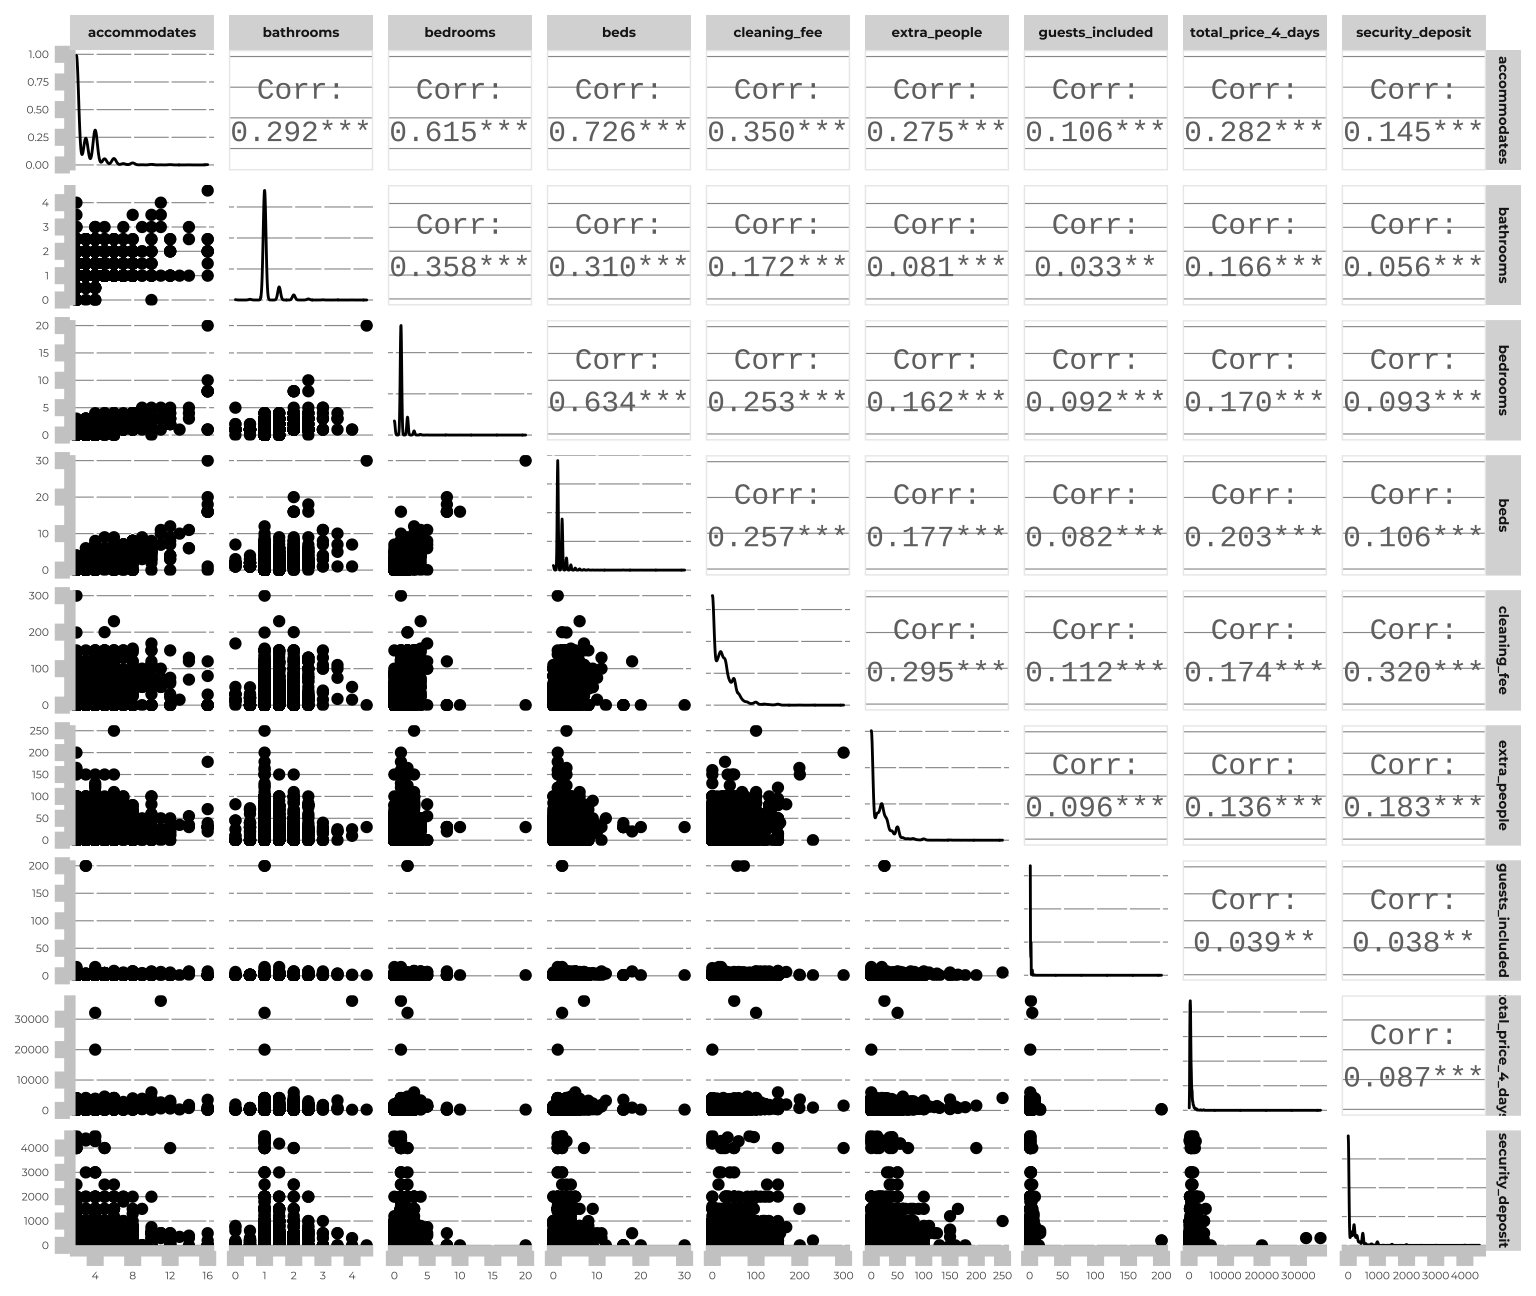 accommodates bathrooms bedrooms beds cleaning_fee extra_people guests_included total_price_4_days security_deposit
1.00
0.75
0.50
0.25
0.00
Corr: Corr: Corr: Corr: Corr: Corr: Corr: Corr:
0.292*** 0.615*** 0.726*** 0.350*** 0.275*** 0.106*** 0.282*** 0.145***
accommodates
4
3
2
1
0
Corr: Corr: Corr: Corr: Corr: Corr: Corr:
0.358*** 0.310*** 0.172*** 0.081*** 0.033** 0.166*** 0.056***
bathrooms
20
15
10
5
0
Corr: Corr: Corr: Corr: Corr: Corr:
0.634*** 0.253*** 0.162*** 0.092*** 0.170*** 0.093***
bedrooms
30
20
10
0
Corr: Corr: Corr: Corr: Corr:
0.257*** 0.177*** 0.082*** 0.203*** 0.106***
beds
300
200
100
0
Corr: Corr: Corr: Corr:
0.295*** 0.112*** 0.174*** 0.320***
cleaning_fee
250
200
150
100
50
0
Corr: Corr: Corr:
0.096*** 0.136*** 0.183***
extra_people
200
150
100
50
0
Corr: Corr:
0.039** 0.038**
guests_included
30000
20000
10000
0
Corr:
0.087***
otal_price_4_days
4000
3000
2000
1000
0
security_deposit
4 8 12 16 0 1 2 3 4 0 5 10 15 20 0 10 20 30 0 100 200 300 0 50 100 150 200 250 0 50 100 150 200 0 10000 20000 30000 0 1000 2000 3000 4000